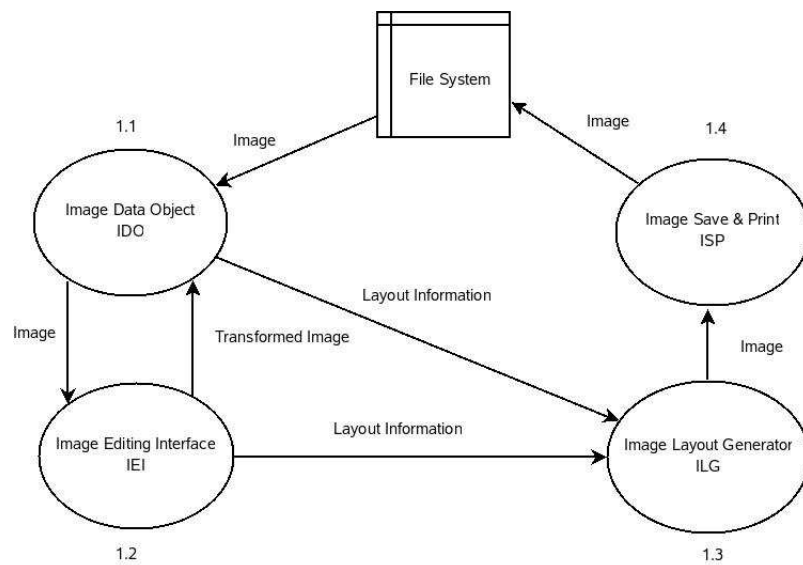 File System
1.1
Image
Image
1.4
Image Data Object
IDO
Image Save & Print
ISP
Layout Information
Image
Transformed Image
Image
Layout Information
Image Editing Interface
IEI
Image Layout Generator
ILG
1.2
1.3